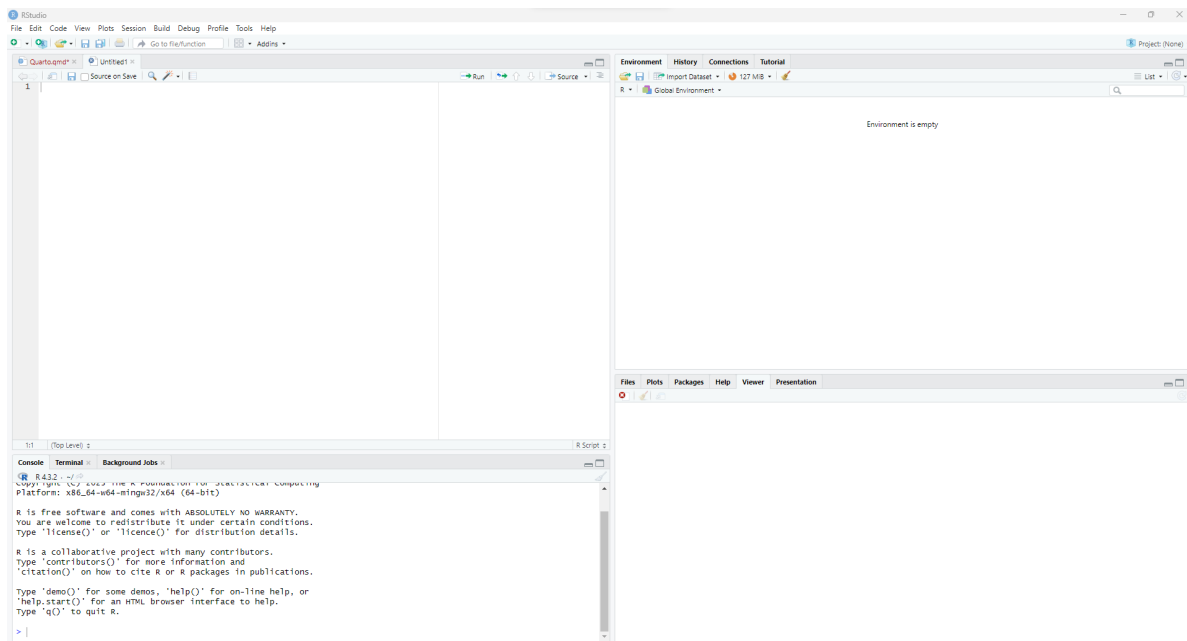 RStudio
File Edit Code View Plots Session Build Debug Profile Tools Help
Go to file/function Addins Project: (None)
Quarto.qmd* Untitled1
Source on Save Run Source
1
1:1 (Top Level) R Script
Console Terminal Background Jobs
R 4.3.2 · ~/
Copyright (C) 2023 The R Foundation for Statistical Computing
Platform: x86_64-w64-mingw32/x64 (64-bit)
R is free software and comes with ABSOLUTELY NO WARRANTY.
You are welcome to redistribute it under certain conditions.
Type 'license()' or 'licence()' for distribution details.
R is a collaborative project with many contributors.
Type 'contributors()' for more information and
'citation()' on how to cite R or R packages in publications.
Type 'demo()' for some demos, 'help()' for on-line help, or
'help.start()' for an HTML browser interface to help.
Type 'q()' to quit R.
>
Environment History Connections Tutorial
Import Dataset 127 MiB List
R Global Environment
Environment is empty
Files Plots Packages Help Viewer Presentation